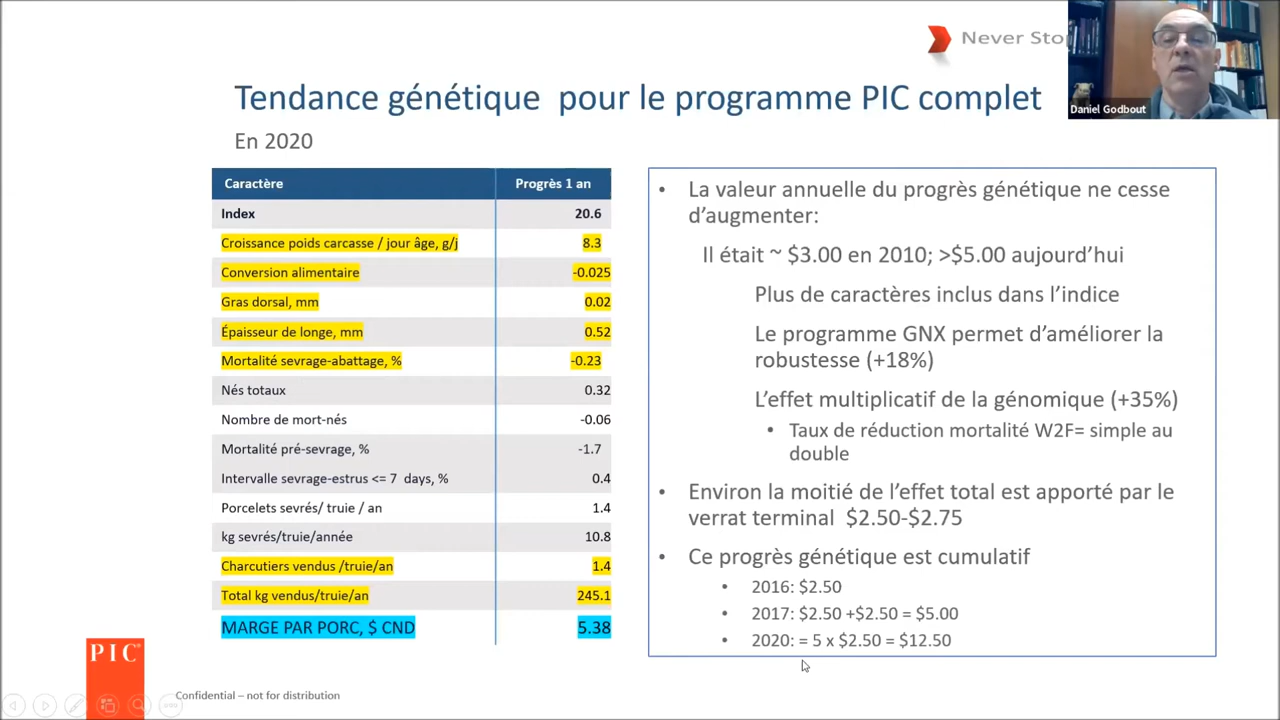 Never Sto
Daniel Godbout
Tendance génétique pour le programme PIC complet
En 2020
Caractère Progrès 1 an
Index 20.6
Croissance poids carcasse / jour âge, g/j 8.3
Conversion alimentaire -0.025
Gras dorsal, mm 0.02
Épaisseur de longe, mm 0.52
Mortalité sevrage-abattage, % -0.23
Nés totaux 0.32
Nombre de mort-nés -0.06
Mortalité pré-sevrage, % -1.7
Intervalle sevrage-estrus <= 7 days, % 0.4
Porcelets sevrés/ truie / an 1.4
kg sevrés/truie/année 10.8
Charcutiers vendus /truie/an 1.4
Total kg vendus/truie/an 245.1
MARGE PAR PORC, $ CND 5.38
• La valeur annuelle du progrès génétique ne cesse
d’augmenter:
Il était ~ $3.00 en 2010; >$5.00 aujourd’hui
Plus de caractères inclus dans l’indice
Le programme GNX permet d’améliorer la
robustesse (+18%)
L’effet multiplicatif de la génomique (+35%)
• Taux de réduction mortalité W2F= simple au
double
• Environ la moitié de l’effet total est apporté par le
verrat terminal $2.50-$2.75
• Ce progrès génétique est cumulatif
• 2016: $2.50
• 2017: $2.50 +$2.50 = $5.00
• 2020: = 5 x $2.50 = $12.50
PIC®
Confidential – not for distribution